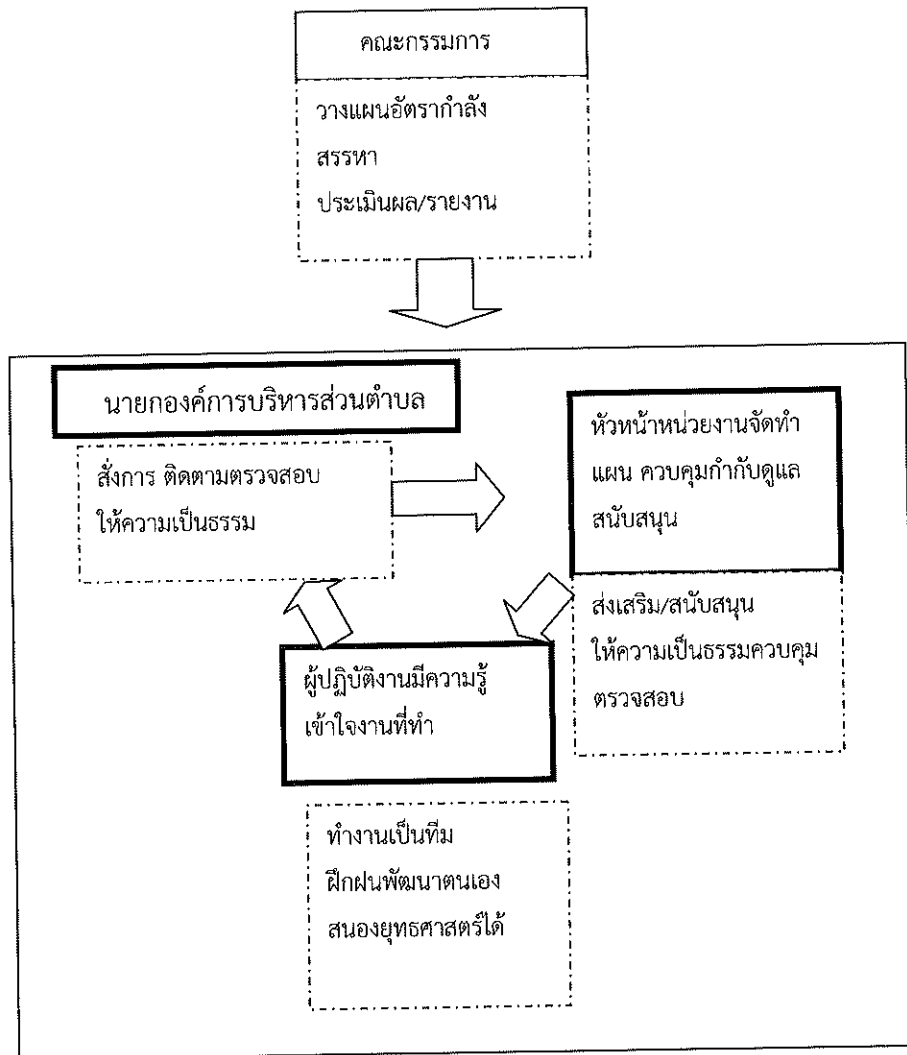 คณะกรรมการ
วางแผนอัตรากำลัง
สรรหา
ประเมินผล/รายงาน
นายกองค์การบริหารส่วนตำบล
สั่งการ ติดตามตรวจสอบ
ให้ความเป็นธรรม
หัวหน้าหน่วยงานจัดทำ
แผน ควบคุมกำกับดูแล
สนับสนุน
ส่งเสริม/สนับสนุน
ให้ความเป็นธรรมควบคุม
ตรวจสอบ
ผู้ปฏิบัติงานมีความรู้
เข้าใจงานที่ทำ
ทำงานเป็นทีม
ฝึกฝนพัฒนาตนเอง
สนองยุทธศาสตร์ได้